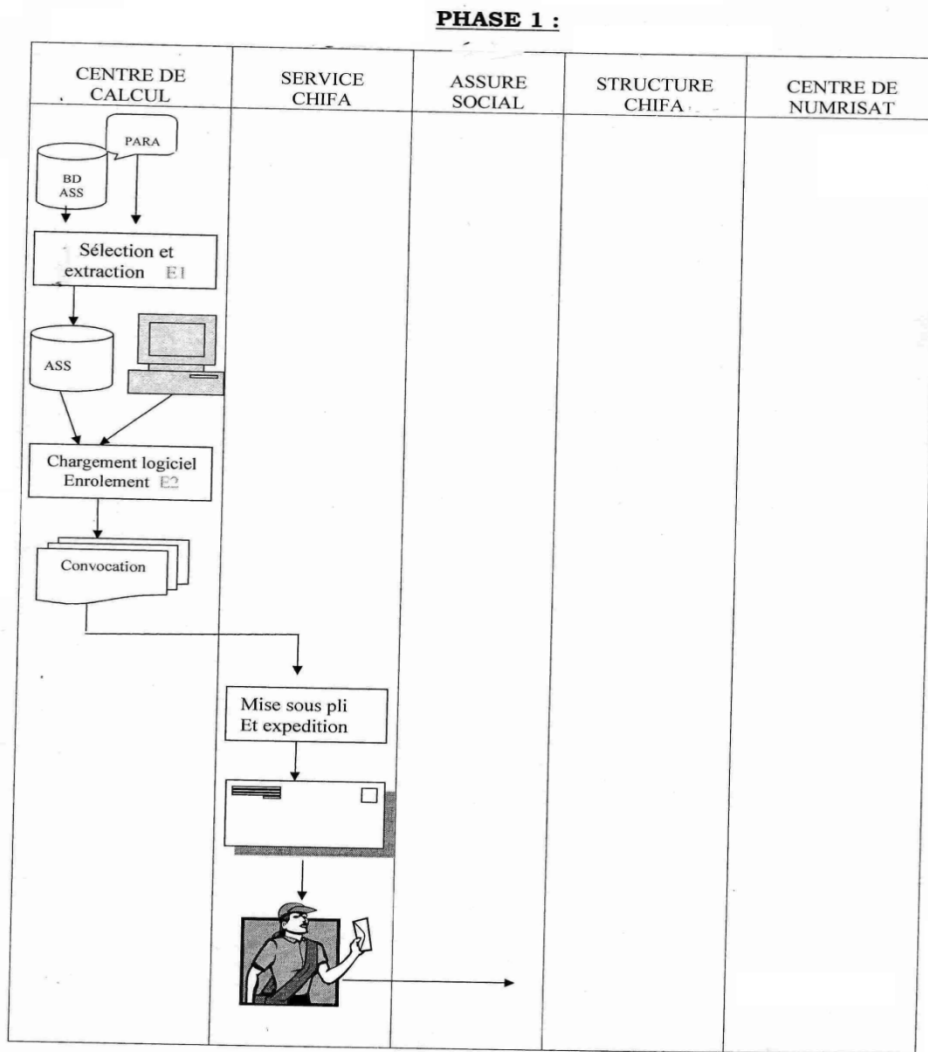 PHASE 1 :
CENTRE DE
CALCUL
SERVICE
CHIFA
ASSURE
SOCIAL
STRUCTURE
CHIFA
CENTRE DE
NUMRISAT
PARA
BD
ASS
Sélection et
extraction E1
ASS
Chargement logiciel
Enrolement E2
Convocation
Mise sous pli
Et expedition